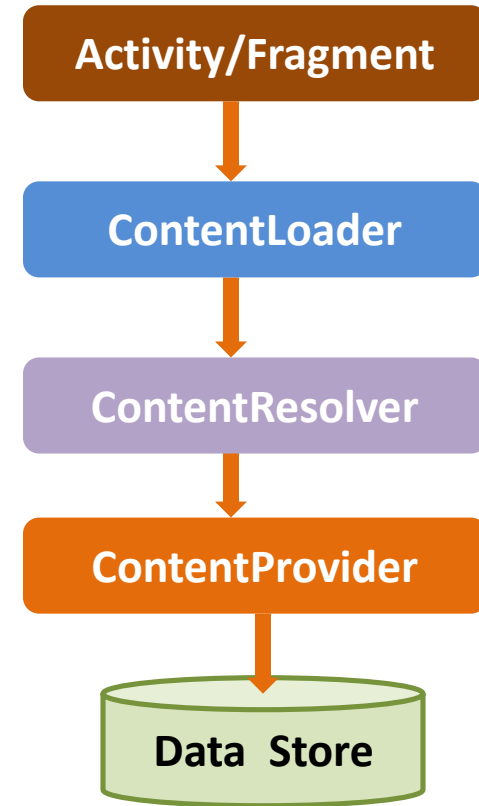 Activity/Fragment
ContentLoader
ContentResolver
ContentProvider
Data Store